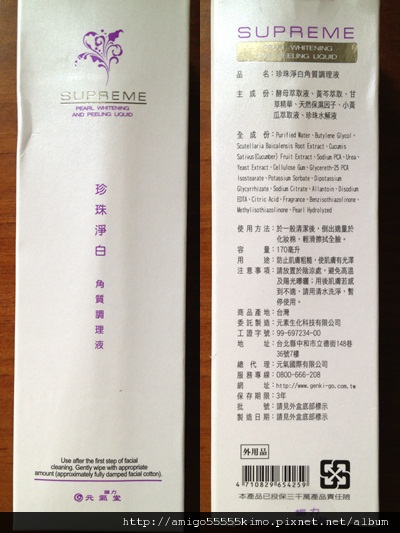 SUPREME
PEARL WHITENING
AND PEELING LIQUID
珍珠淨白
角質調理液
Use after the first step of facial
cleaning. Gently wipe with appropriate
amount (approximately fully damped facial cotton).
元氣堂
SUPREME
WHITENING
EELING LIQUID
品　名：珍珠淨白角質調理液
主成份：酵母萃取液、黃芩萃取、甘
草精華、天然保濕因子、小黃
瓜萃取液、珍珠水解液
全成份：Purified Water、Butylene Glycol、
Scutellaria Baicalensis Root Extract、Cucumis
Sativus(Cucumber) Fruit Extract、Sodium PCA、Urea
Yeast Extract、Cellulose Gum、Glycereth-25 PCA
Isostearate、Potassium Sorbate、Dipotassium
Glycyrrhizate、Sodium Citrate、Allantoin、Disodium
EDTA、Citric Acid、Fragrance、Benzisothiazolinone、
Methylisothiazolinone、Pearl Hydrolyzed
使用方法：於一般清潔後，倒出適量於
化妝棉，輕滑擦拭全臉。
容　量：170毫升
用　途：防止肌膚粗糙，使肌膚有光澤
注意事項：請放置於陰涼處，避免高溫
及陽光曝曬；用後肌膚若感
到不適，請用清水洗淨，暫
停使用。
商品產地：台灣
委託製造：元素生化科技有限公司
工證字號：99-697234-00
地　址：台北縣中和市立德街148巷
36號7樓
總代理：元氣國際有限公司
服務專線：0800-666-208
網　址：http://www.genki-go.com.tw
保存期限：3年
批　號：請見外盒底部標示
製造日期：請見外盒底部標示
外用品
4710829654259
本產品已投保三千萬產品責任險
http://amigo55555kimo.pixnet.net/album